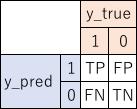 y_true
1 0
y_pred 1 TP FP
0 FN TN